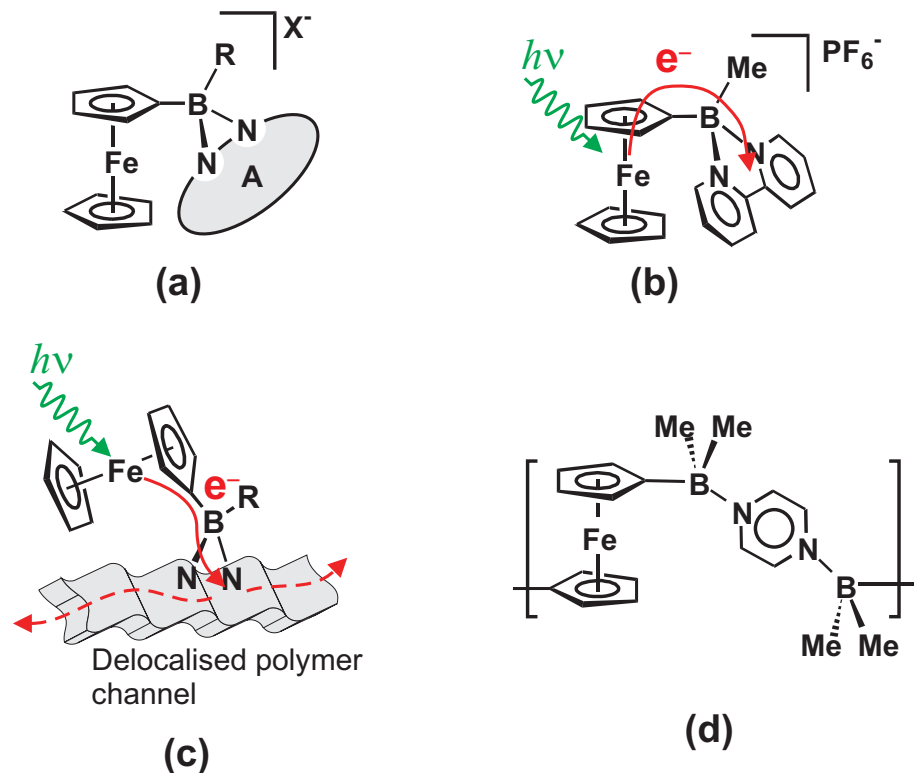 X-
R
B
N
N
Fe
A
(a)
hν
e–
Me
PF6-
B
N
N
Fe
(b)
hν
Fe
e–
R
B
N
N
Delocalised polymer
channel
(c)
Me
Me
B
N
Fe
N
B
Me
Me
(d)